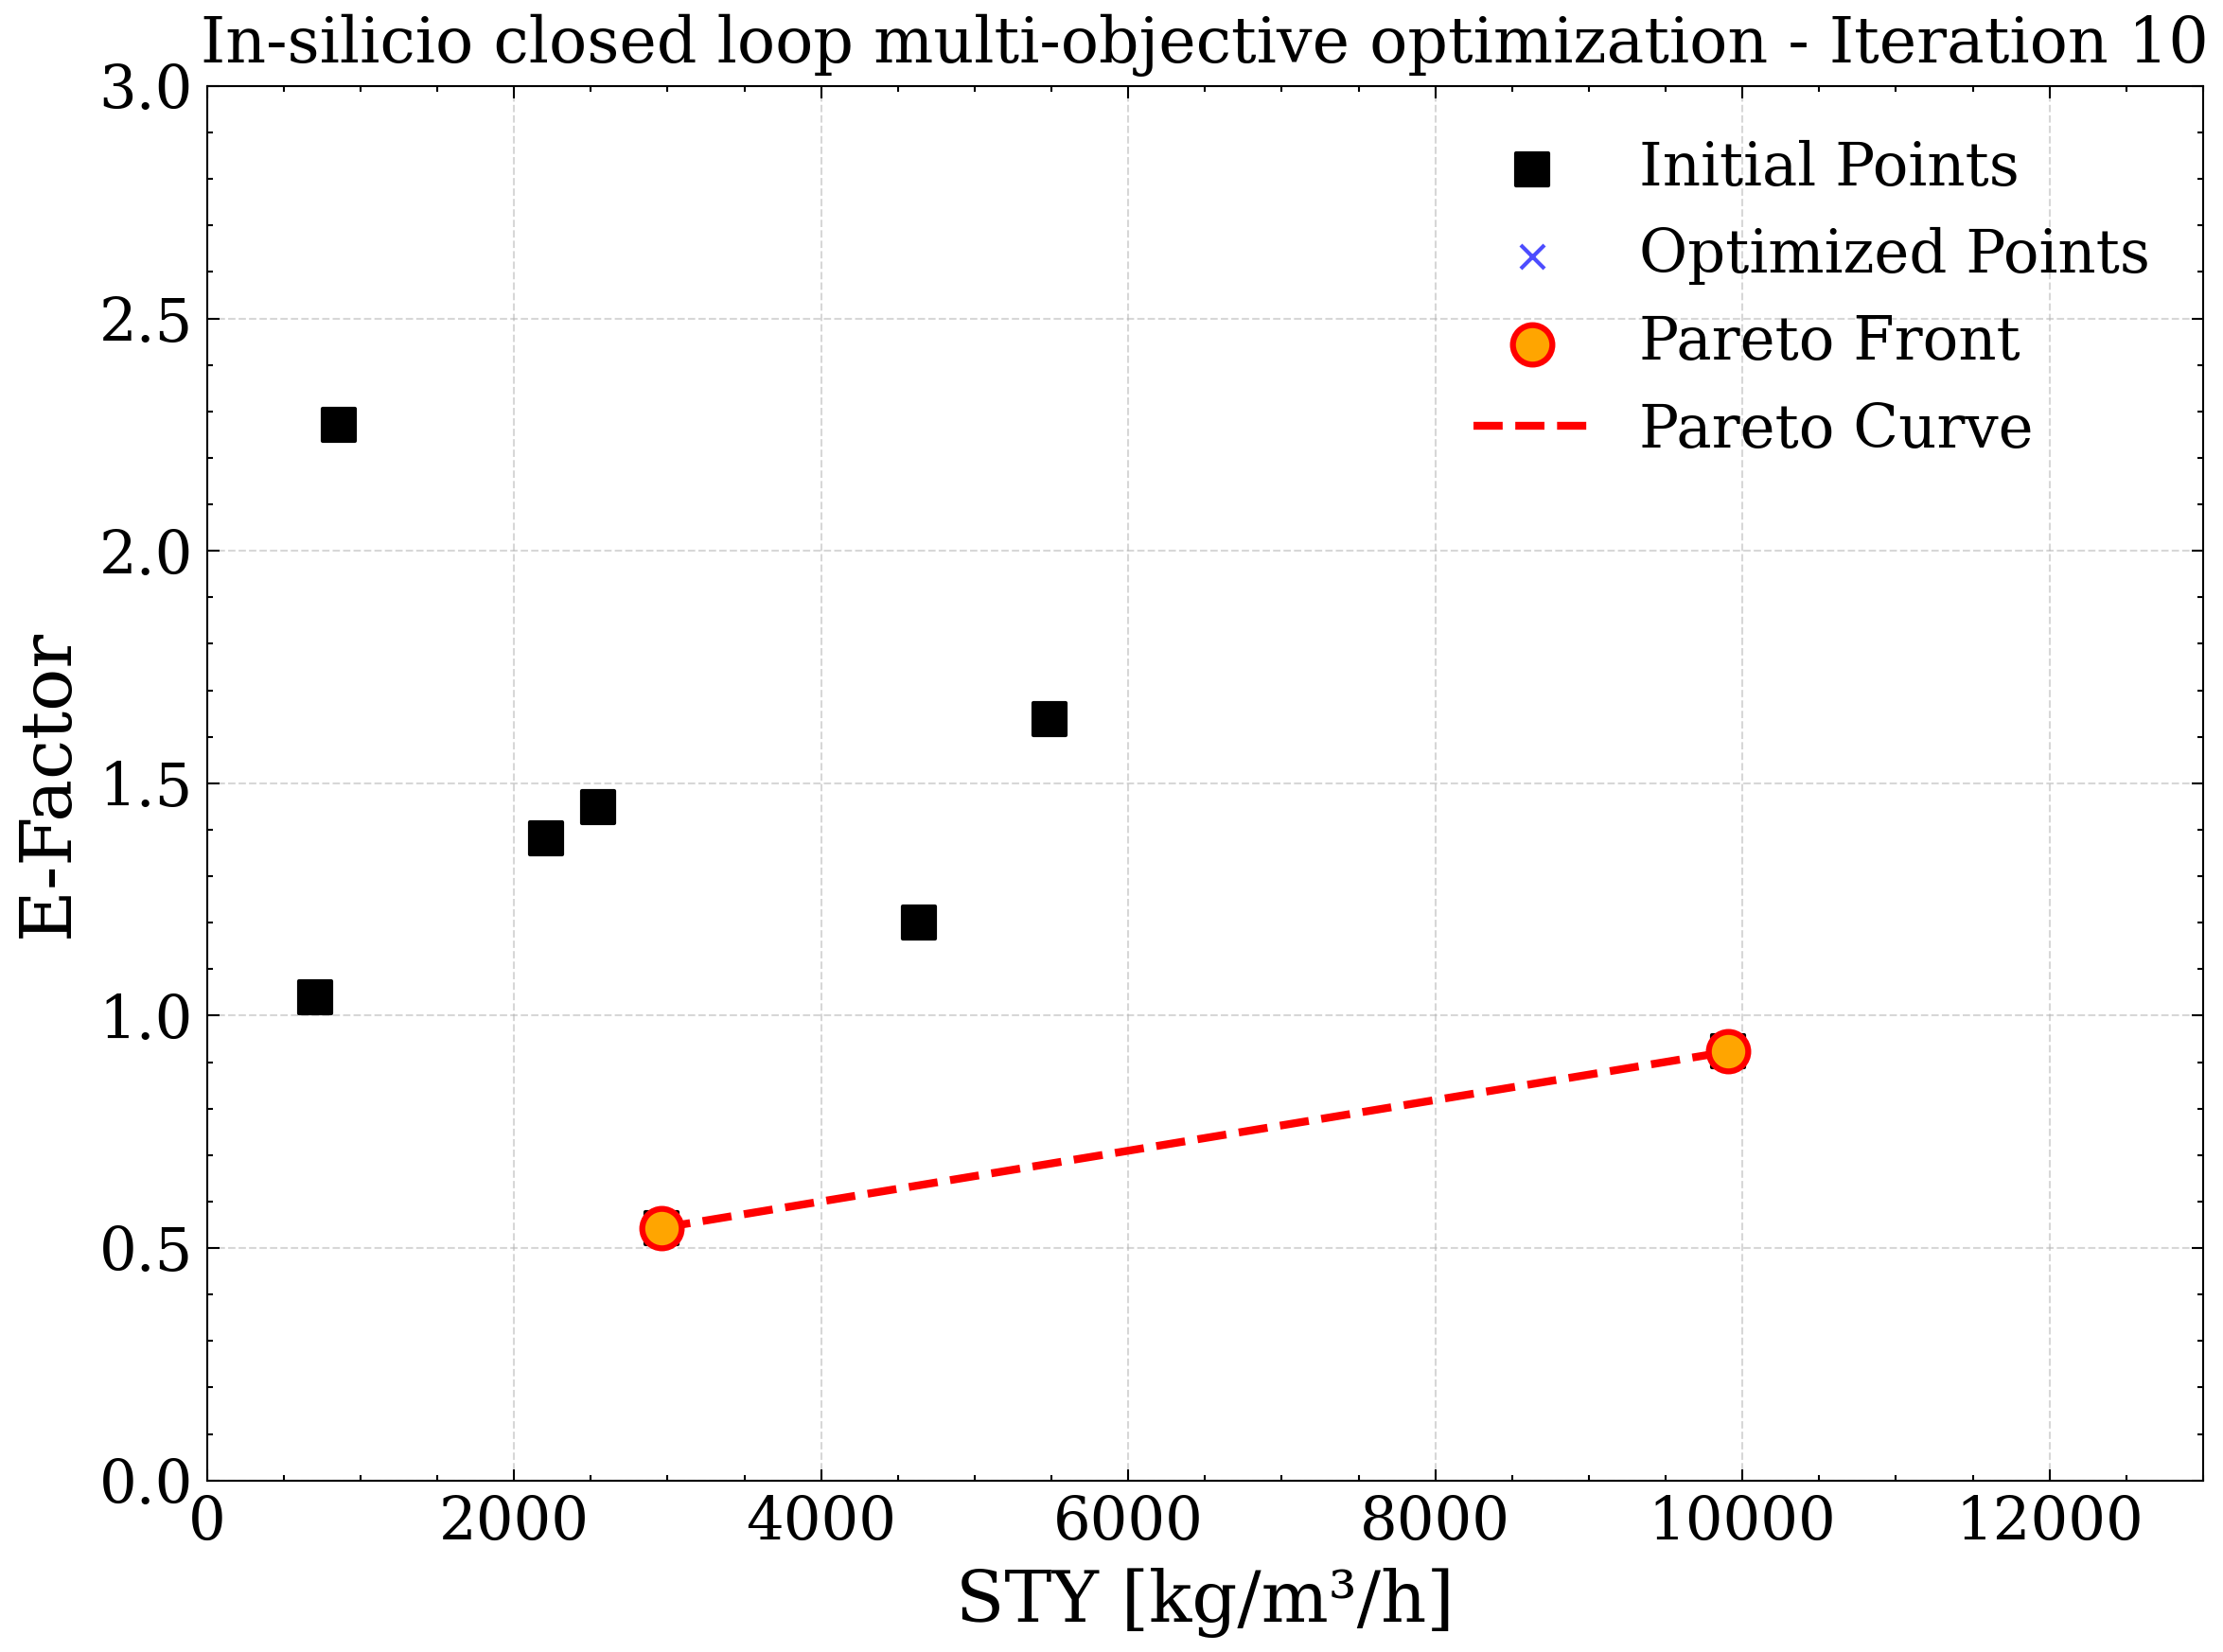 In-silicio closed loop multi-objective optimization - Iteration 10
3.0
2.5
2.0
1.5
1.0
0.5
0.0
E-Factor
Initial Points
Optimized Points
Pareto Front
Pareto Curve
0 2000 4000 6000 8000 10000 12000
STY [kg/m³/h]